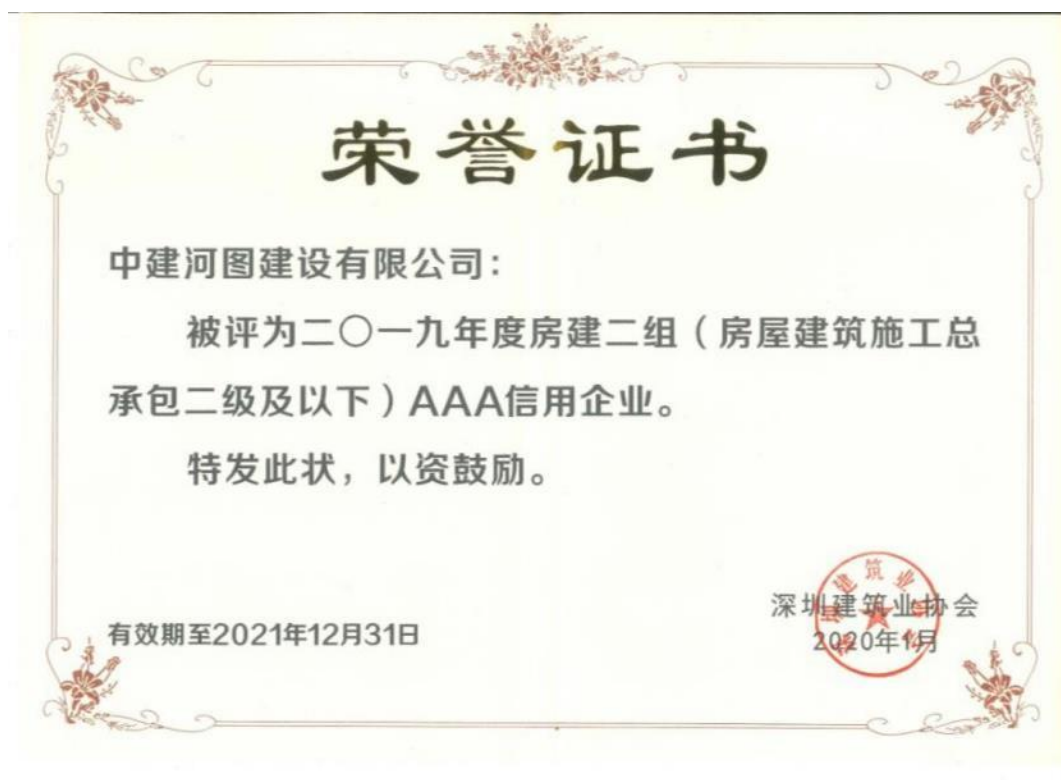 荣誉证书
中建河图建设有限公司：
被评为二〇一九年度房建二组（房屋建筑施工总
承包二级及以下）AAA信用企业。
特发此状，以资鼓励。
深圳建筑业协会
有效期至2021年12月31日
2020年1月